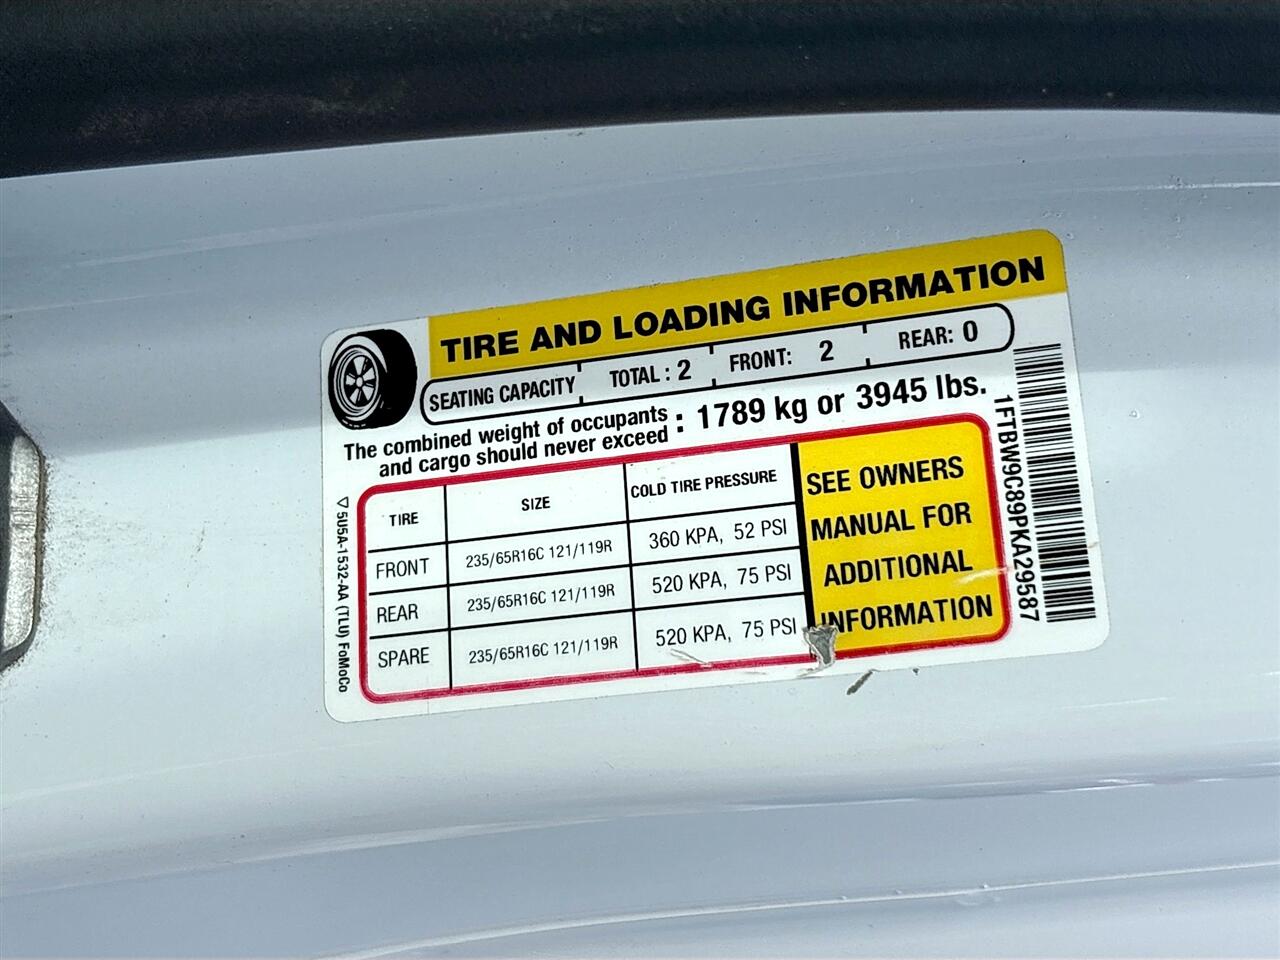 TIRE AND LOADING INFORMATION
SEATING CAPACITY TOTAL : 2 FRONT: 2 REAR: 0
The combined weight of occupants
and cargo should never exceed : 1789 kg or 3945 lbs.
TIRE SIZE COLD TIRE PRESSURE
FRONT 235/65R16C 121/119R 360 KPA, 52 PSI
REAR 235/65R16C 121/119R 520 KPA, 75 PSI
SPARE 235/65R16C 121/119R 520 KPA, 75 PSI
SEE OWNERS
MANUAL FOR
ADDITIONAL
INFORMATION
1FTBW9C89PKA29587
5U5A-1532-AA (TLU) FoMoCo